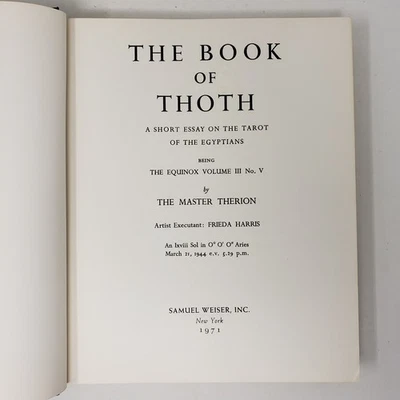 THE BOOK
OF
THOTH
A SHORT ESSAY ON THE TAROT
OF THE EGYPTIANS
BEING
THE EQUINOX VOLUME III No. V
by
THE MASTER THERION
Artist Executant: FRIEDA HARRIS
An Ixviii Sol in 0° 0' 0" Aries
March 21, 1944 e.v. 5.29 p.m.
SAMUEL WEISER, INC.
New York
1971